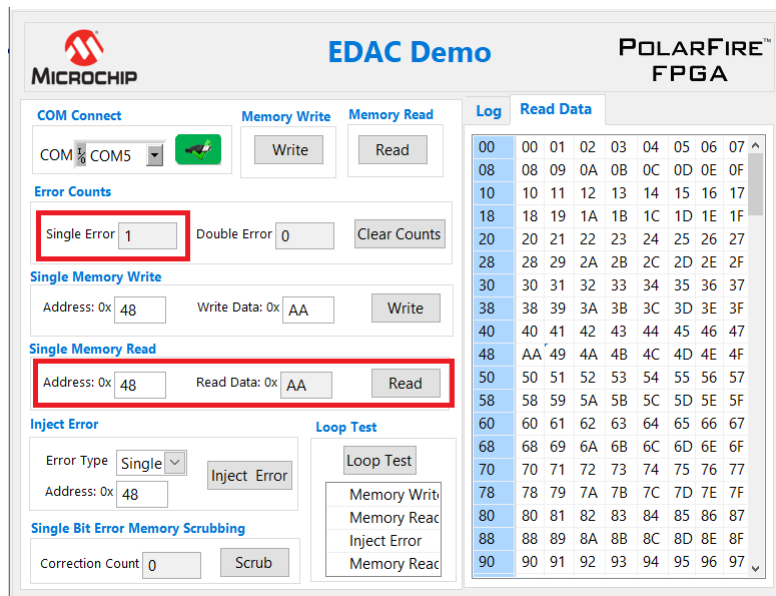 MICROCHIP
EDAC Demo
POLARFIRE™
FPGA
COM Connect
COM COM5
Memory Write
Write
Memory Read
Read
Error Counts
Single Error 1 Double Error 0 Clear Counts
Single Memory Write
Address: 0x 48 Write Data: 0x AA Write
Single Memory Read
Address: 0x 48 Read Data: 0x AA Read
Inject Error
Error Type Single
Address: 0x 48
Inject Error
Loop Test
Loop Test
Memory Write
Memory Reac
Inject Error
Memory Reac
Single Bit Error Memory Scrubbing
Correction Count 0 Scrub
Log Read Data
00 00 01 02 03 04 05 06 07
08 08 09 0A 0B 0C 0D 0E 0F
10 10 11 12 13 14 15 16 17
18 18 19 1A 1B 1C 1D 1E 1F
20 20 21 22 23 24 25 26 27
28 28 29 2A 2B 2C 2D 2E 2F
30 30 31 32 33 34 35 36 37
38 38 39 3A 3B 3C 3D 3E 3F
40 40 41 42 43 44 45 46 47
48 AA 49 4A 4B 4C 4D 4E 4F
50 50 51 52 53 54 55 56 57
58 58 59 5A 5B 5C 5D 5E 5F
60 60 61 62 63 64 65 66 67
68 68 69 6A 6B 6C 6D 6E 6F
70 70 71 72 73 74 75 76 77
78 78 79 7A 7B 7C 7D 7E 7F
80 80 81 82 83 84 85 86 87
88 88 89 8A 8B 8C 8D 8E 8F
90 90 91 92 93 94 95 96 97